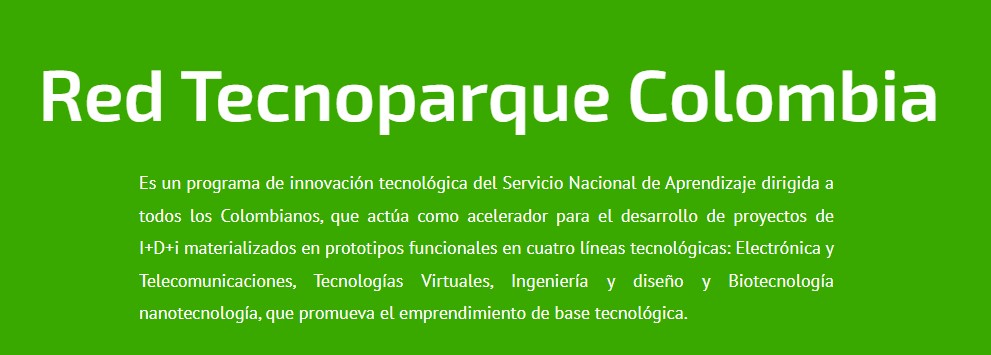 Red Tecnoparque Colombia
Es un programa de innovación tecnológica del Servicio Nacional de Aprendizaje dirigida a
todos los Colombianos, que actúa como acelerador para el desarrollo de proyectos de
I+D+i materializados en prototipos funcionales en cuatro líneas tecnológicas: Electrónica y
Telecomunicaciones, Tecnologías Virtuales, Ingeniería y diseño y Biotecnología
nanotecnología, que promueva el emprendimiento de base tecnológica.